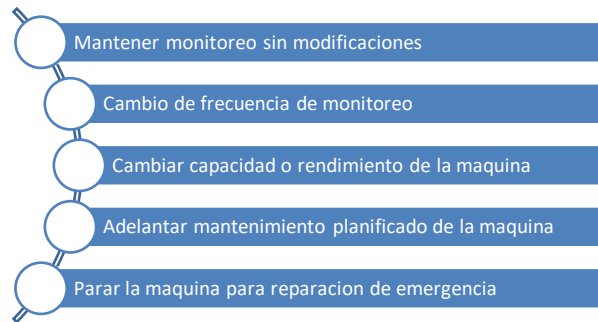 Mantener monitoreo sin modificaciones
Cambio de frecuencia de monitoreo
Cambiar capacidad o rendimiento de la maquina
Adelantar mantenimiento planificado de la maquina
Parar la maquina para reparacion de emergencia